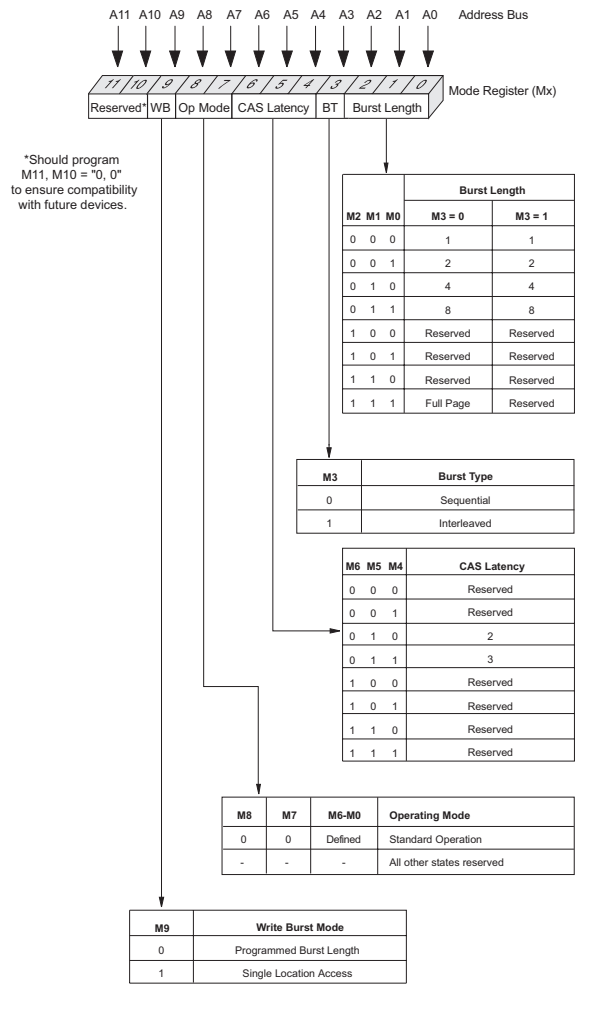 A11 A10 A9 A8 A7 A6 A5 A4 A3 A2 A1 A0 Address Bus
11 10 9 8 7 6 5 4 3 2 1 0
Mode Register (Mx)
Reserved* WB Op Mode CAS Latency BT Burst Length
*Should program
M11, M10 = "0, 0"
to ensure compatibility
with future devices.
Burst Length
M2 M1 M0 M3 = 0 M3 = 1
0 0 0 1 1
0 0 1 2 2
0 1 0 4 4
0 1 1 8 8
1 0 0 Reserved Reserved
1 0 1 Reserved Reserved
1 1 0 Reserved Reserved
1 1 1 Full Page Reserved
M3 Burst Type
0 Sequential
1 Interleaved
M6 M5 M4 CAS Latency
0 0 0 Reserved
0 0 1 Reserved
0 1 0 2
0 1 1 3
1 0 0 Reserved
1 0 1 Reserved
1 1 0 Reserved
1 1 1 Reserved
M8 M7 M6-M0 Operating Mode
0 0 Defined Standard Operation
- - - All other states reserved
M9 Write Burst Mode
0 Programmed Burst Length
1 Single Location Access